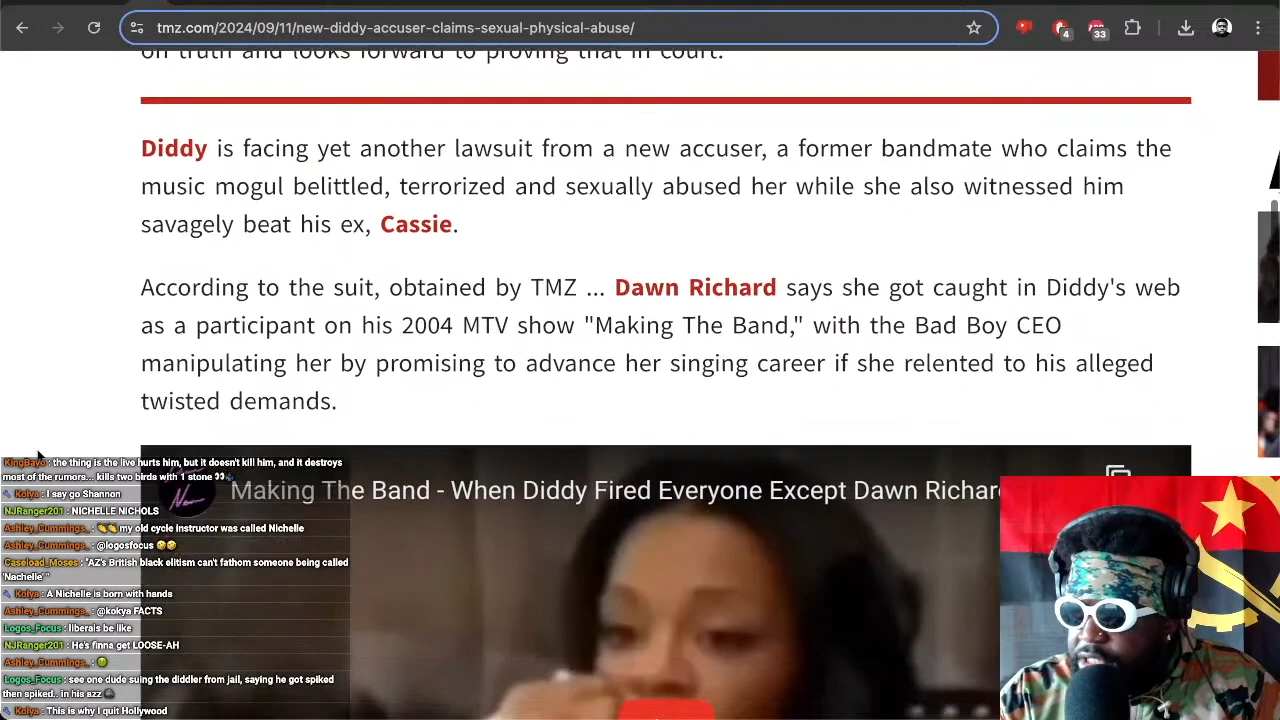 tmz.com/2024/09/11/new-diddy-accuser-claims-sexual-physical-abuse/
4
33
on truth and looks forward to proving that in court.
Diddy is facing yet another lawsuit from a new accuser, a former bandmate who claims the
music mogul belittled, terrorized and sexually abused her while she also witnessed him
savagely beat his ex, Cassie.
According to the suit, obtained by TMZ ... Dawn Richard says she got caught in Diddy's web
as a participant on his 2004 MTV show "Making The Band," with the Bad Boy CEO
manipulating her by promising to advance her singing career if she relented to his alleged
twisted demands.
Making The Band - When Diddy Fired Everyone Except Dawn Richar
KingBayo : the thing is the live hurts him, but it doesn't kill him, and it destroys
most of the rumors... kills two birds with 1 stone 👀
Kolya : I say go Shannon
NJRanger201 : NICHELLE NICHOLS
Ashley_Cummings_ : 👏👏 my old cycle instructor was called Nichelle
Ashley_Cummings_ : @logosfocus 🤣🤣
Caseload_Moses : "AZ's British black elitism can't fathom someone being called
'Nachelle' "
Kolya : A Nichelle is born with hands
Ashley_Cummings_ : @kokya FACTS
Logos_Focus : liberals be like
NJRanger201 : He's finna get LOOSE-AH
Ashley_Cummings_ :
Logos_Focus : see one dude suing the diddler from jail, saying he got spiked
then spiked.. in his azz
Kolya : This is why I quit Hollywood